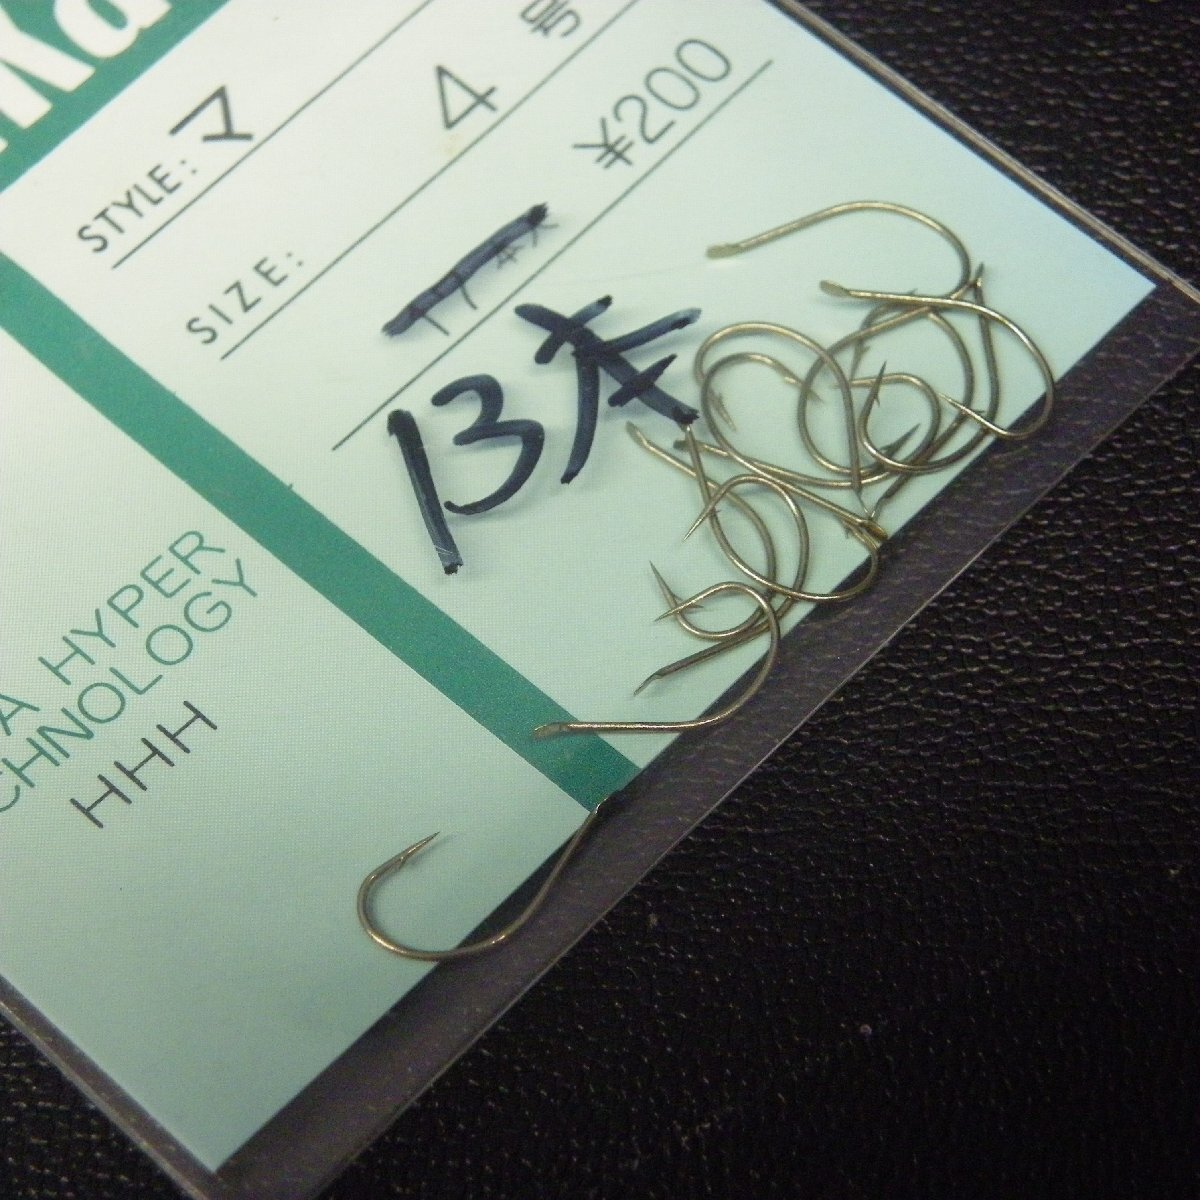 STYLE: マ
SIZE: 4 号
¥200
13本
A HYPER
CHNOLOGY
HHH